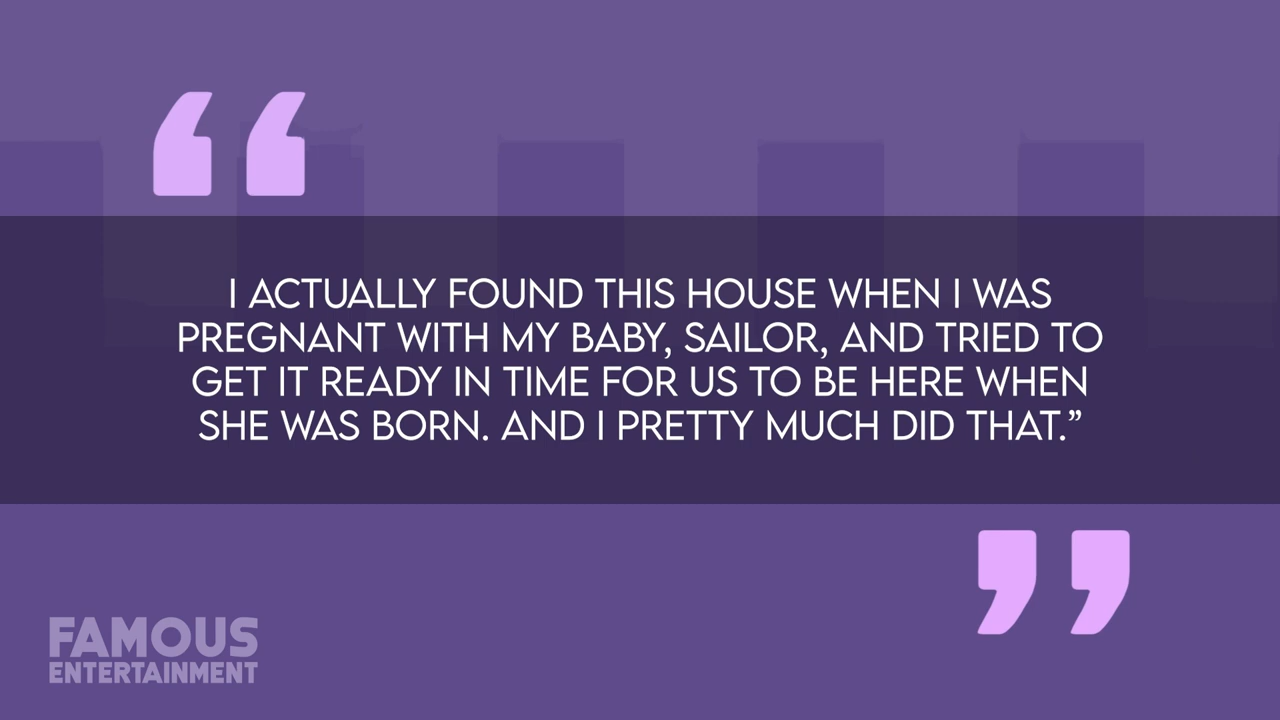 I ACTUALLY FOUND THIS HOUSE WHEN I WAS
PREGNANT WITH MY BABY, SAILOR, AND TRIED TO
GET IT READY IN TIME FOR US TO BE HERE WHEN
SHE WAS BORN. AND I PRETTY MUCH DID THAT.”
FAMOUS
ENTERTAINMENT